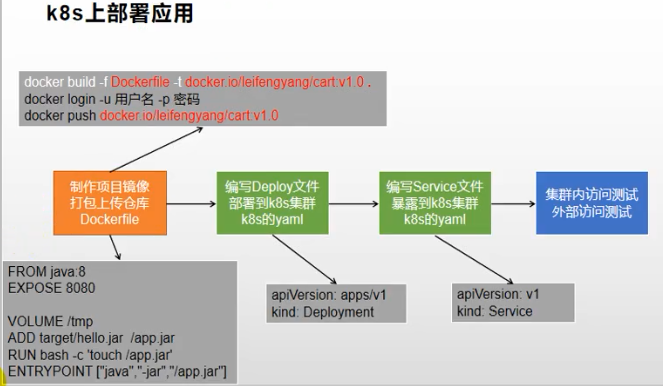 k8s上部署应用
docker build -f Dockerfile -t docker.io/leifengyang/cart:v1.0 .
docker login -u 用户名 -p 密码
docker push docker.io/leifengyang/cart:v1.0
制作项目镜像
打包上传仓库
Dockerfile
编写Deploy文件
部署到k8s集群
k8s的yaml
编写Service文件
暴露到k8s集群
k8s的yaml
集群内访问测试
外部访问测试
FROM java:8
EXPOSE 8080
VOLUME /tmp
ADD target/hello.jar /app.jar
RUN bash -c 'touch /app.jar'
ENTRYPOINT ["java","-jar","/app.jar"]
apiVersion: apps/v1
kind: Deployment
apiVersion: v1
kind: Service